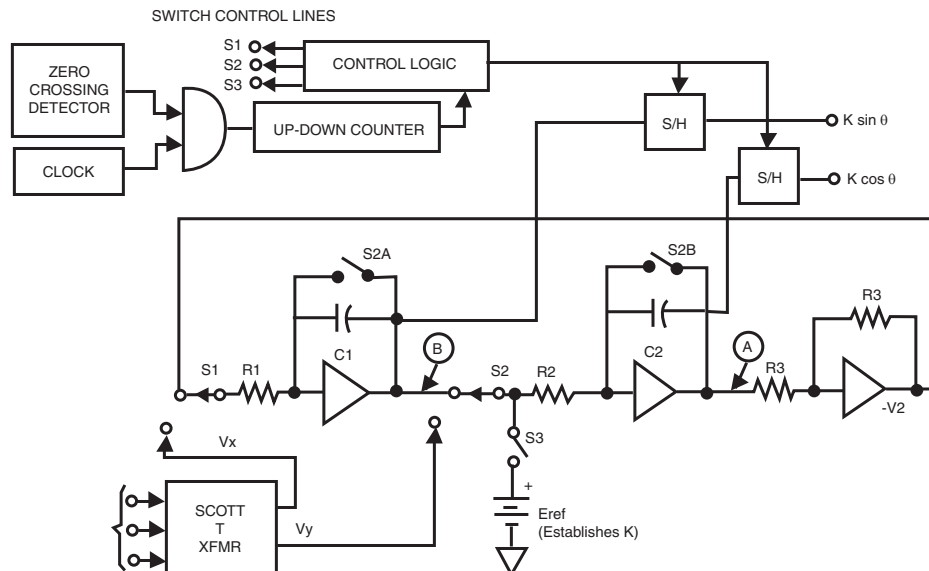 SWITCH CONTROL LINES
ZERO
CROSSING
DETECTOR
CLOCK
S1
S2
S3
CONTROL LOGIC
UP-DOWN COUNTER
S/H
K sin θ
S/H
K cos θ
S2A
S2B
R3
C1
B
C2
A
S1
R1
S2
R2
R3
-V2
S3
Vx
+
SCOTT
T
XFMR
Vy
Eref
(Establishes K)